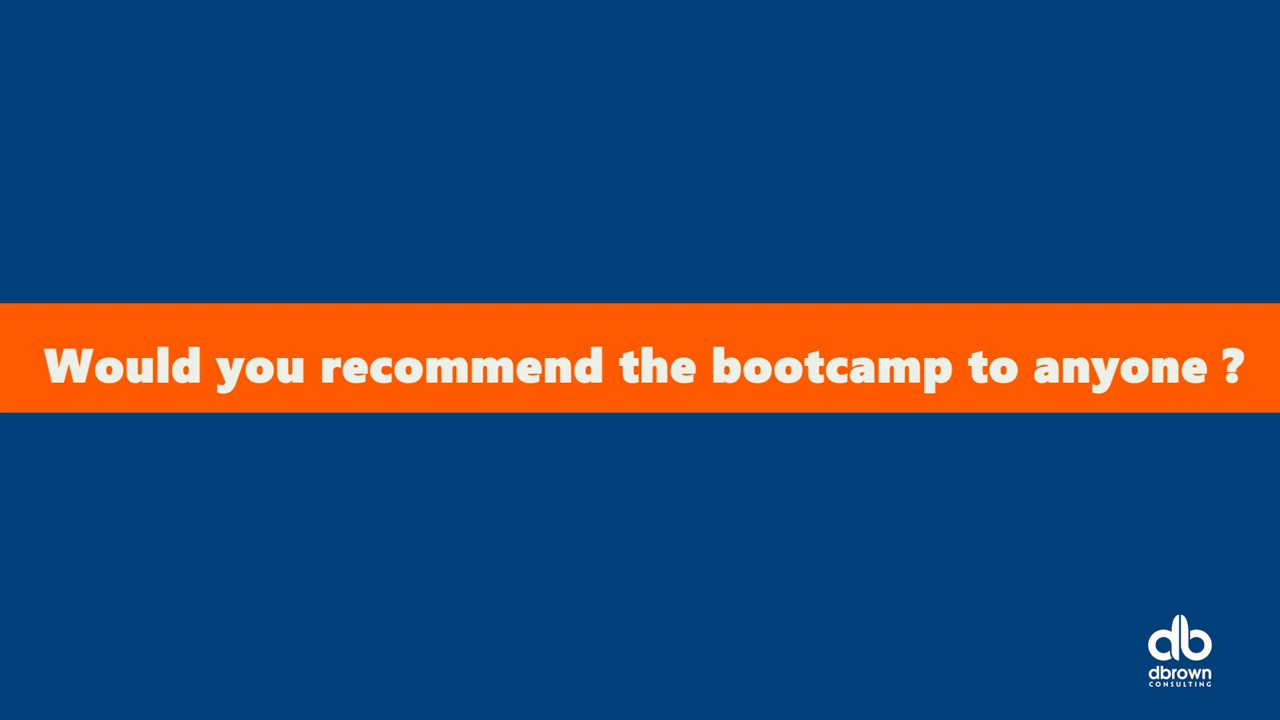 Would you recommend the bootcamp to anyone ?
db
dbrown
CONSULTING